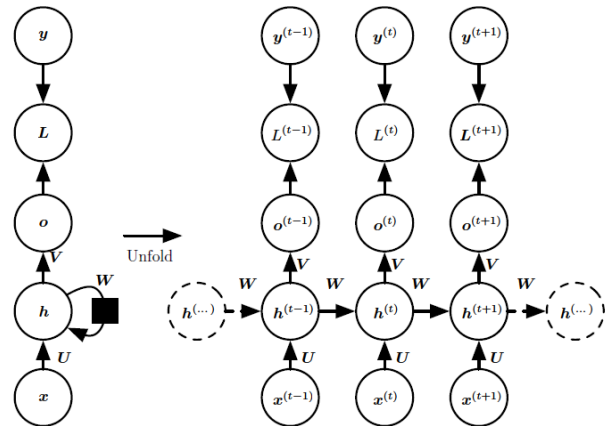 y y^(t−1) y^(t) y^(t+1)
L L^(t−1) L^(t) L^(t+1)
o o^(t−1) o^(t) o^(t+1)
Unfold
V V V V
W W W W W
h h^(...) h^(t−1) h^(t) h^(t+1) h^(...)
U U U U
x x^(t−1) x^(t) x^(t+1)